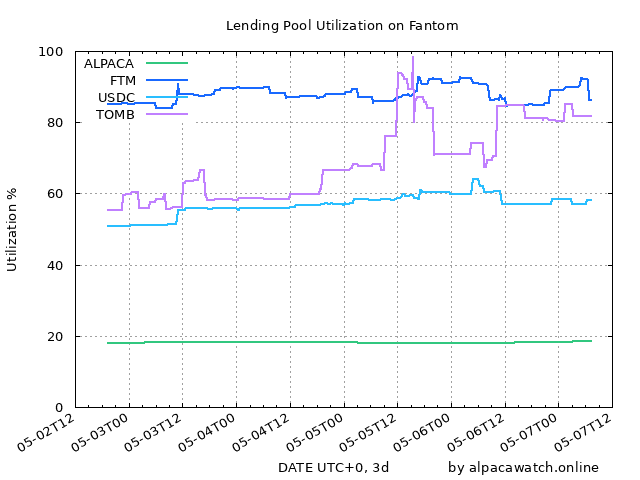 Lending Pool Utilization on Fantom
100
80
60
40
20
0
Utilization %
ALPACA
FTM
USDC
TOMB
05-02T12
05-03T00
05-03T12
05-04T00
05-04T12
05-05T00
05-05T12
05-06T00
05-06T12
05-07T00
05-07T12
DATE UTC+0, 3d
by alpacawatch.online